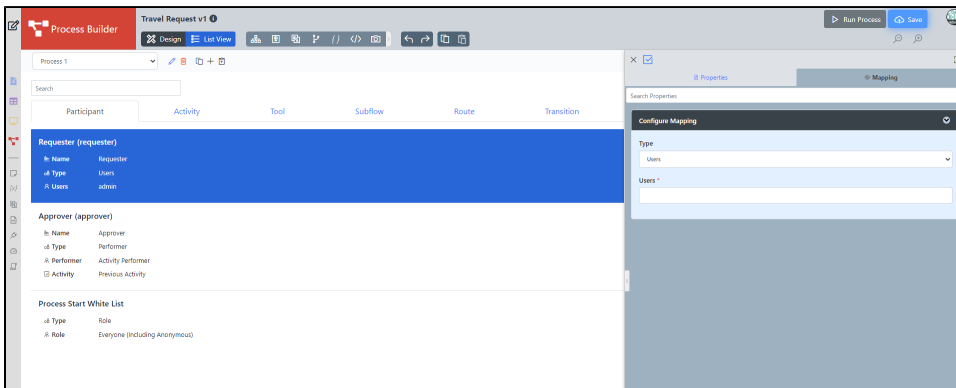 Travel Request v1
Process Builder
Design
List View
Run Process
Save
Process 1
Search
Participant
Activity
Tool
Subflow
Route
Transition
Requester (requester)
Name Requester
Type Users
Users admin
Approver (approver)
Name Approver
Type Performer
Performer Activity Performer
Activity Previous Activity
Process Start White List
Type Role
Role Everyone (Including Anonymous)
Properties
Mapping
Search Properties
Configure Mapping
Type
Users
Users *